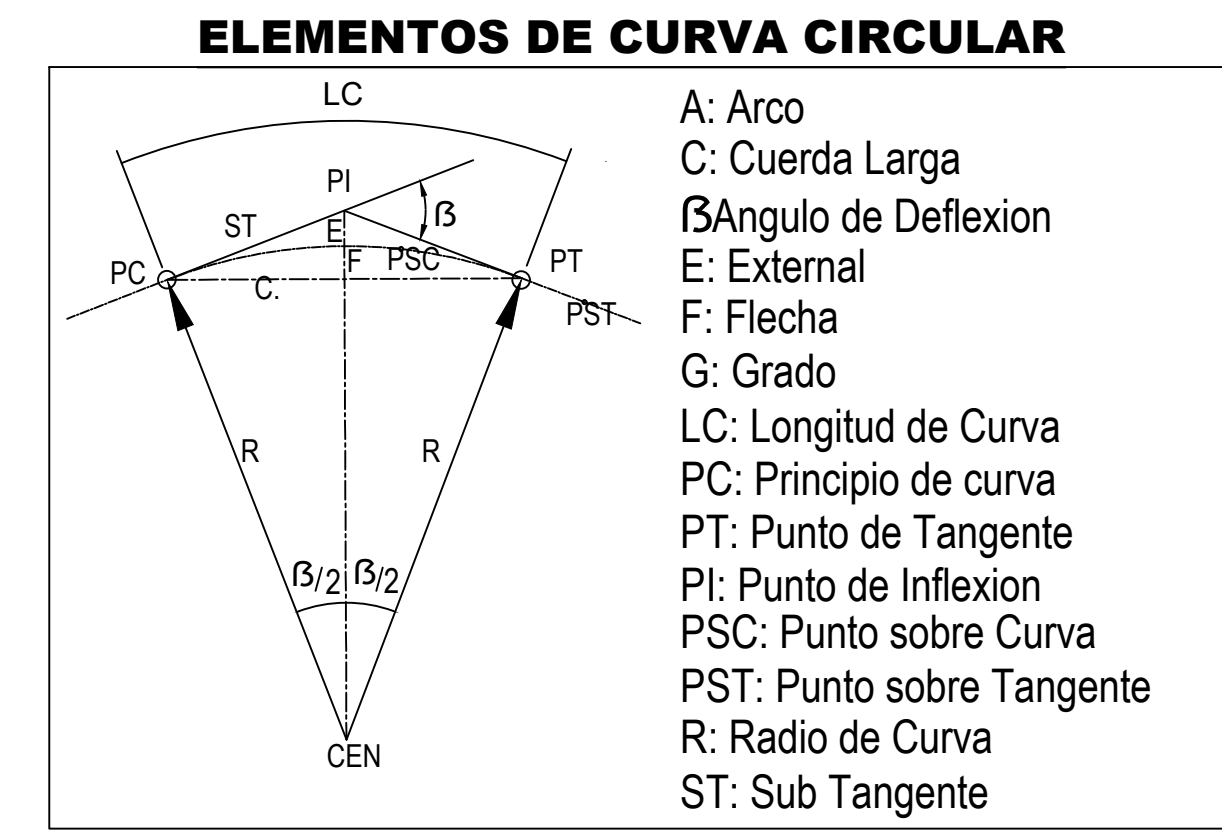 ELEMENTOS DE CURVA CIRCULAR
LC
PI
ST
E
ß
PC
F
PSC
PT
C.
PST
R
R
ß/2
ß/2
CEN
A: Arco
C: Cuerda Larga
ßAngulo de Deflexion
E: External
F: Flecha
G: Grado
LC: Longitud de Curva
PC: Principio de curva
PT: Punto de Tangente
PI: Punto de Inflexion
PSC: Punto sobre Curva
PST: Punto sobre Tangente
R: Radio de Curva
ST: Sub Tangente